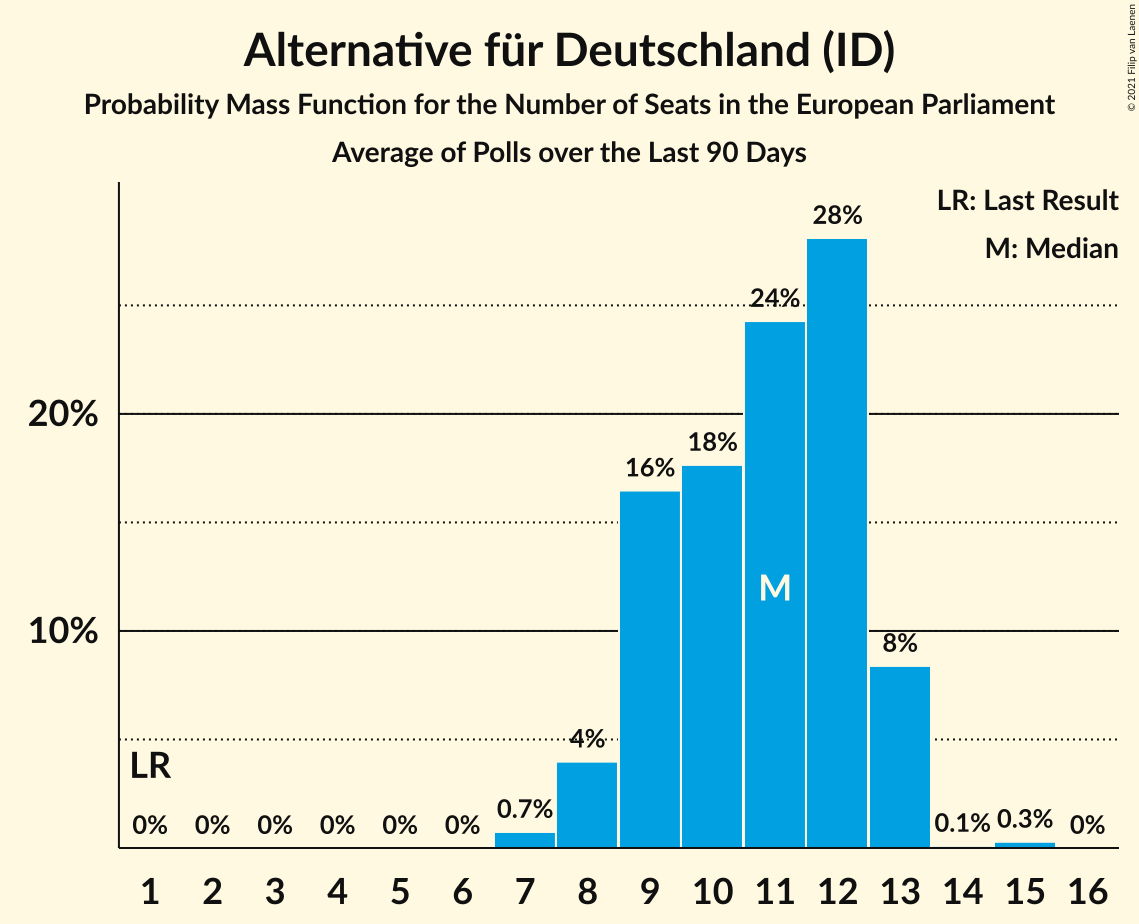 Alternative für Deutschland (ID)
Probability Mass Function for the Number of Seats in the European Parliament
Average of Polls over the Last 90 Days
© 2021 Filip van Laenen
LR: Last Result
M: Median
28%
24%
20%
18%
16%
M
10%
8%
4%
LR
0% 0% 0% 0% 0% 0% 0.7% 0.1% 0.3% 0%
1 2 3 4 5 6 7 8 9 10 11 12 13 14 15 16